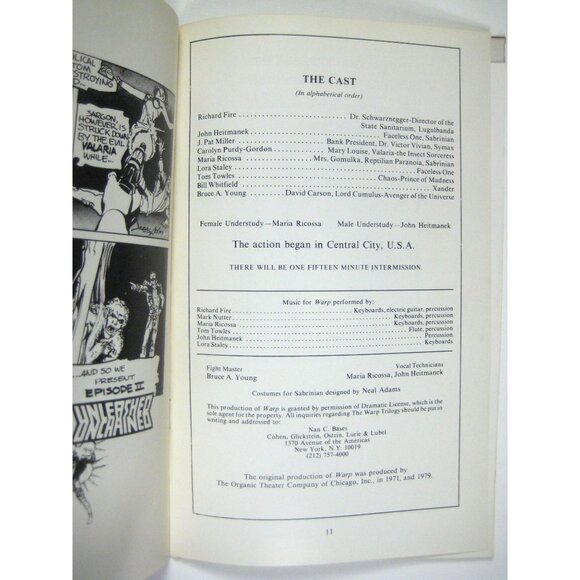 OLICAL
TOM
STROYING
D...
SARGON,
HOWEVER, IS
STRUCK DOWN
BY THE EVIL
VALARIA
WHILE...
...AND SO WE
PRESENT
EPISODE II
UNLEASHED
UNCHAINED
THE CAST
(In alphabetical order)
Richard Fire . . . . . . . . . . . . . . . . . . . . . . . . . . Dr. Schwarznegger-Director of the
State Sanitarium, Lugulbanda
John Heitmanek . . . . . . . . . . . . . . . . . . . . . . . . . . Faceless One, Sabrinian
J. Pat Miller . . . . . . . . . . . . . . . . . . . Bank President, Dr. Victor Vivian, Symax
Carolyn Purdy-Gordon . . . . . . . . . . . Mary Louise, Valaria-the Insect Sorceress
Maria Ricossa . . . . . . . . . . . . . . . Mrs. Gomulka, Reptilian Paranoia, Sabrinian
Lora Staley . . . . . . . . . . . . . . . . . . . . . . . . . . . . . . . . . . . . Faceless One
Tom Towles . . . . . . . . . . . . . . . . . . . . . . . . . . . . Chaos-Prince of Madness
Bill Whitfield . . . . . . . . . . . . . . . . . . . . . . . . . . . . . . . . . . . . . . . . Xander
Bruce A. Young . . . . . . . David Carson, Lord Cumulus-Avenger of the Universe
Female Understudy—Maria Ricossa Male Understudy—John Heitmanek
The action began in Central City, U.S.A.
THERE WILL BE ONE FIFTEEN MINUTE INTERMISSION.
Music for Warp performed by:
Richard Fire . . . . . . . . . . . . . . . . . . . . . . Keyboards, electric guitar, percussion
Mark Nutter . . . . . . . . . . . . . . . . . . . . . . . . . . . . . . . Keyboards, percussion
Maria Ricossa . . . . . . . . . . . . . . . . . . . . . . . . . . . . . . Keyboards, percussion
Tom Towles . . . . . . . . . . . . . . . . . . . . . . . . . . . . . . . . . . . Flute, percussion
John Heitmanek . . . . . . . . . . . . . . . . . . . . . . . . . . . . . . . . . . . . Percussion
Lora Staley . . . . . . . . . . . . . . . . . . . . . . . . . . . . . . . . . . . . . . . . Keyboards
Fight Master Vocal Technicians
Bruce A. Young Maria Ricossa, John Heitmanek
Costumes for Sabrinian designed by Neal Adams
This production of Warp is granted by permission of Dramatic License, which is the
sole agent for the property. All inquiries regarding The Warp Trilogy should be put in
writing and addressed to:
Nan C. Bases
Cohen, Glickstein, Ostrin, Lurie & Lubel
1370 Avenue of the Americas
New York, N.Y. 10019
(212) 757-4000
The original production of Warp was produced by
The Organic Theater Company of Chicago, Inc., in 1971, and 1979.
11